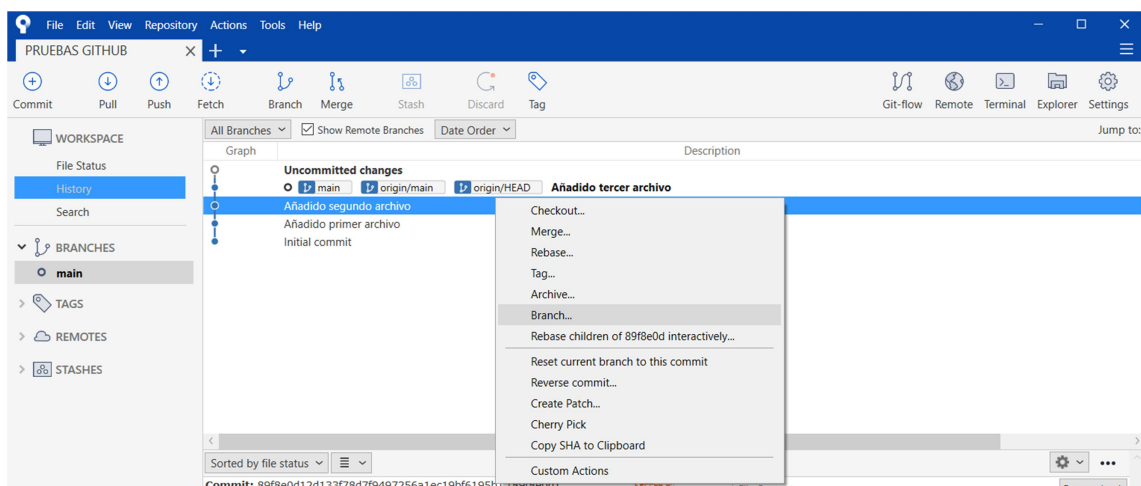 File Edit View Repository Actions Tools Help
PRUEBAS GITHUB
Commit Pull Push Fetch Branch Merge Stash Discard Tag Git-flow Remote Terminal Explorer Settings
WORKSPACE
File Status
History
Search
BRANCHES
main
TAGS
REMOTES
STASHES
All Branches Show Remote Branches Date Order Jump to:
Graph Description
Uncommitted changes
main origin/main origin/HEAD Añadido tercer archivo
Añadido segundo archivo
Añadido primer archivo
Initial commit
Checkout...
Merge...
Rebase...
Tag...
Archive...
Branch...
Rebase children of 89f8e0d interactively...
Reset current branch to this commit
Reverse commit...
Create Patch...
Cherry Pick
Copy SHA to Clipboard
Custom Actions
Sorted by file status
Commit: